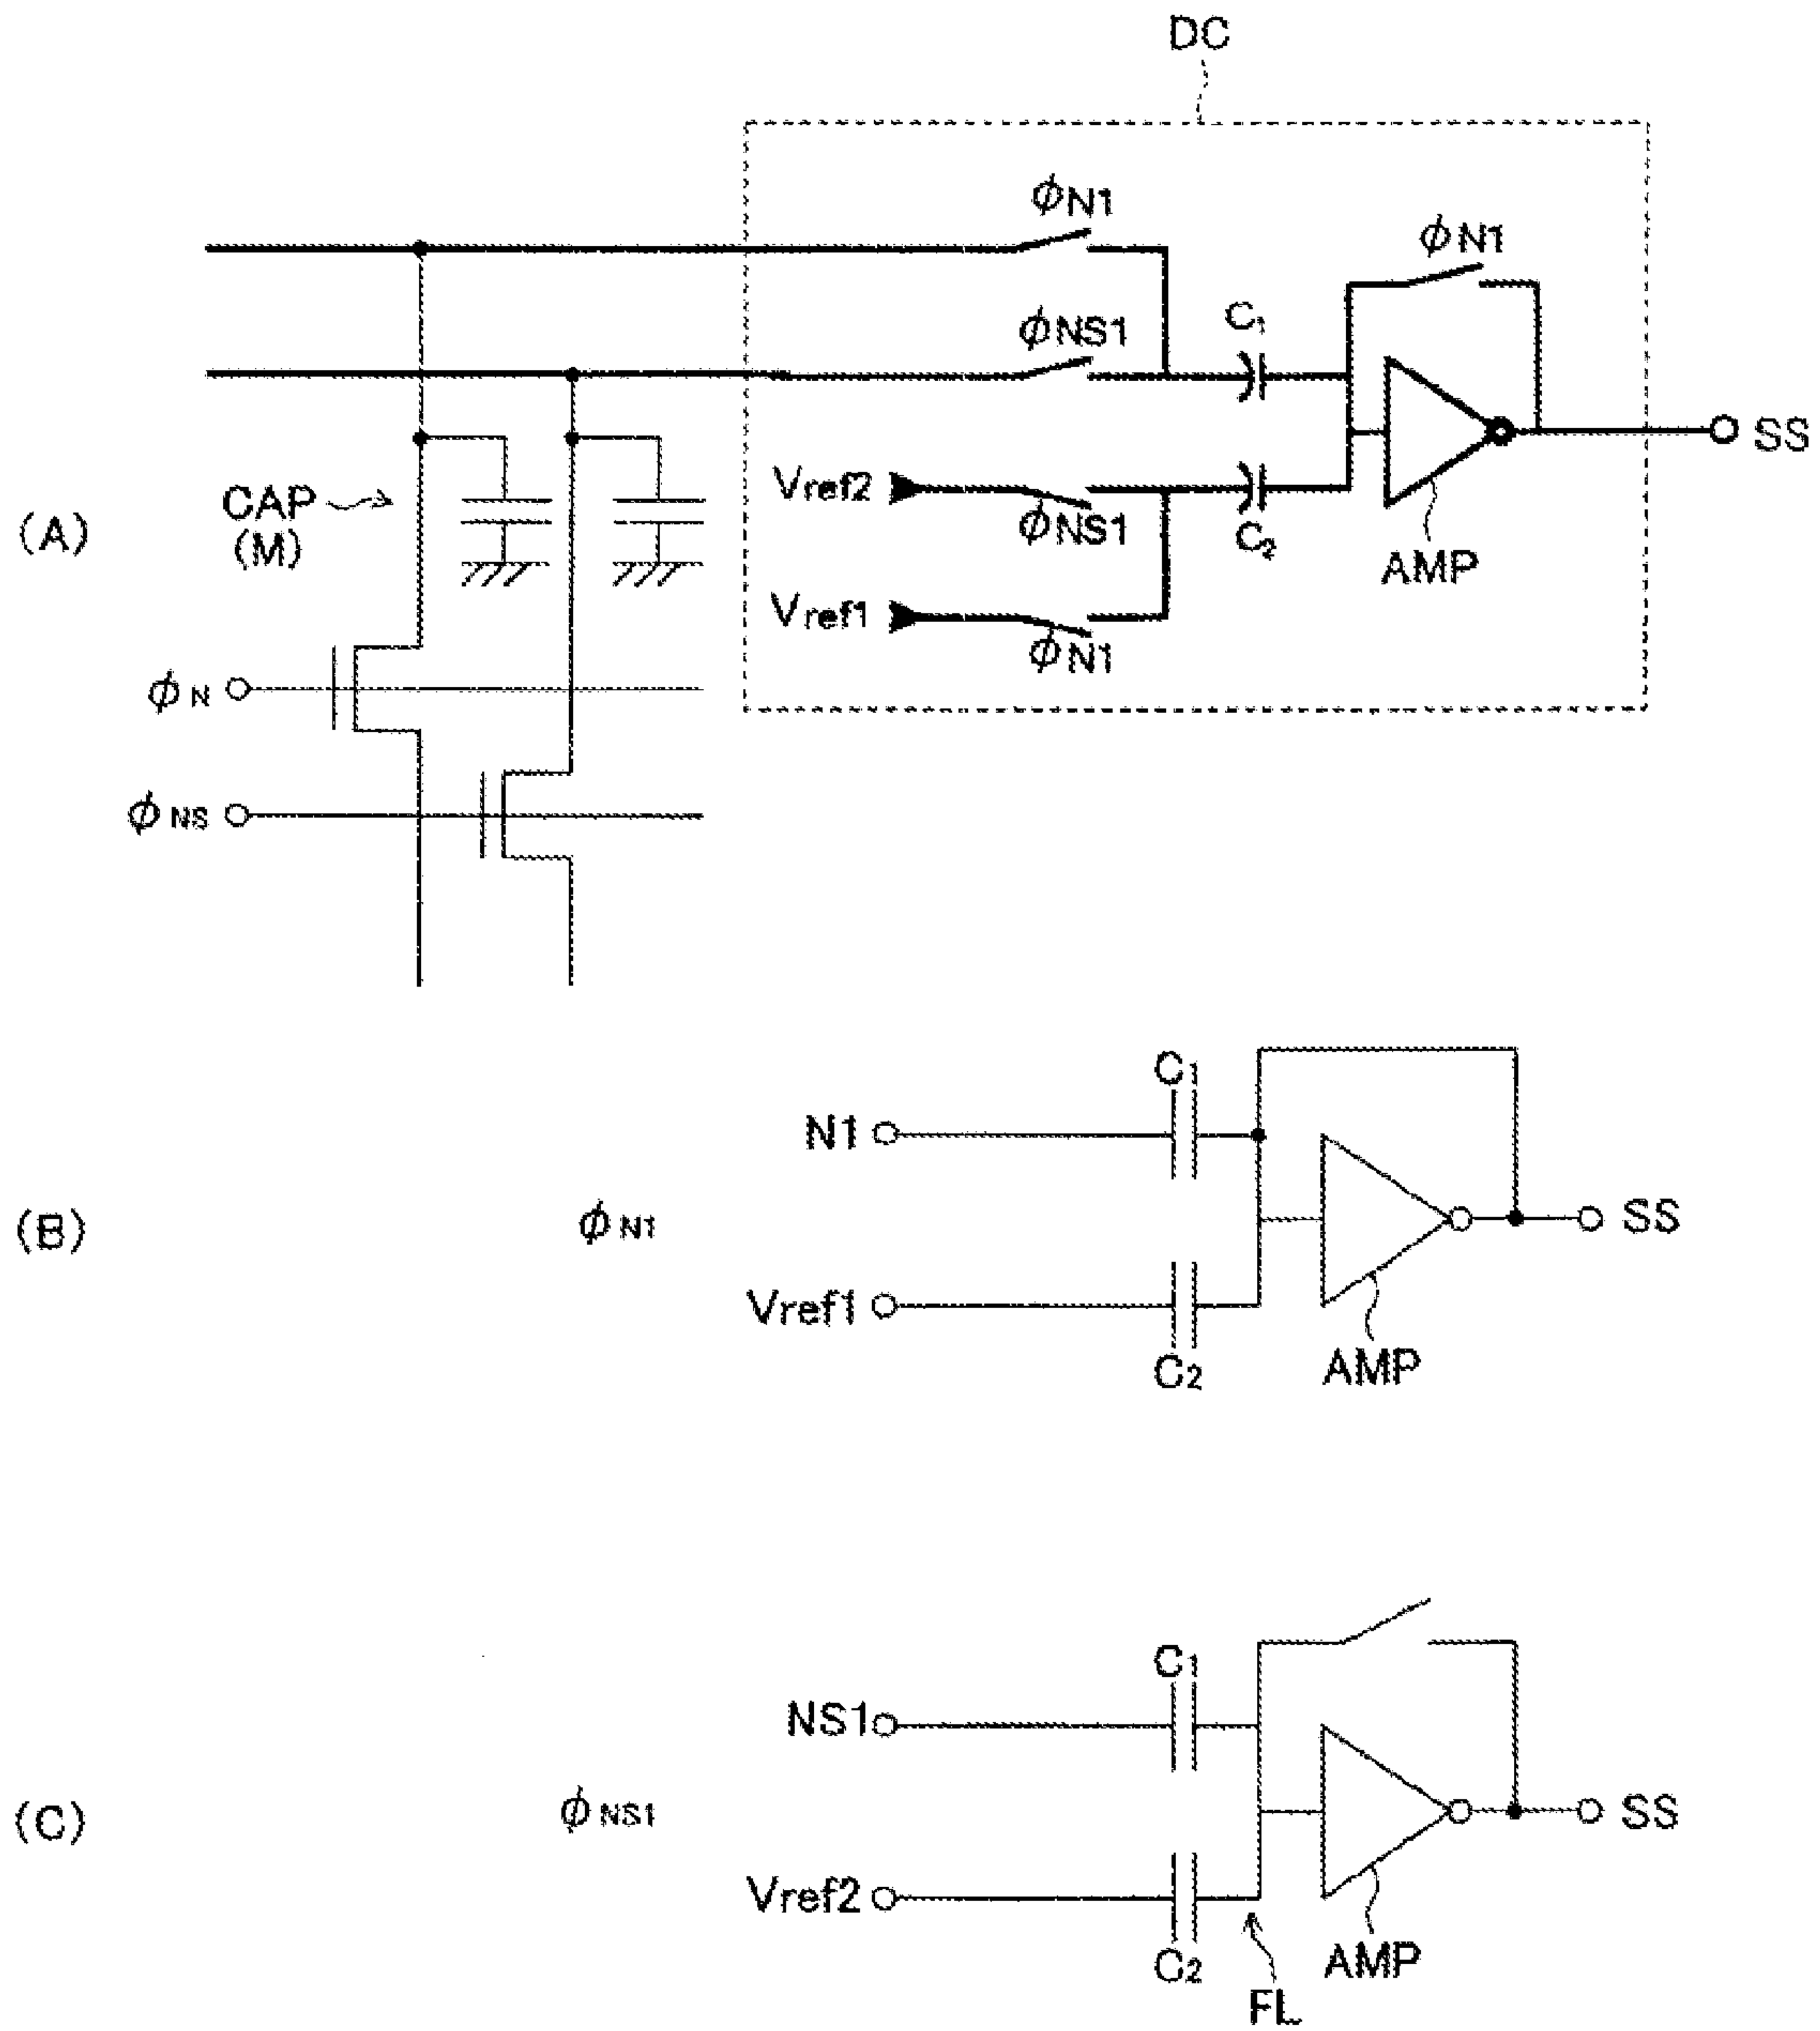 DC
ϕN1
ϕN1
ϕNS1
C1
SS
Vref2
ϕNS1
C2
CAP
(M)
(A)
AMP
Vref1
ϕN1
ϕN
ϕNS
C1
N1
(B)
ϕN1
SS
Vref1
C2
AMP
C1
NS1
(C)
ϕNS1
SS
Vref2
C2
AMP
FL